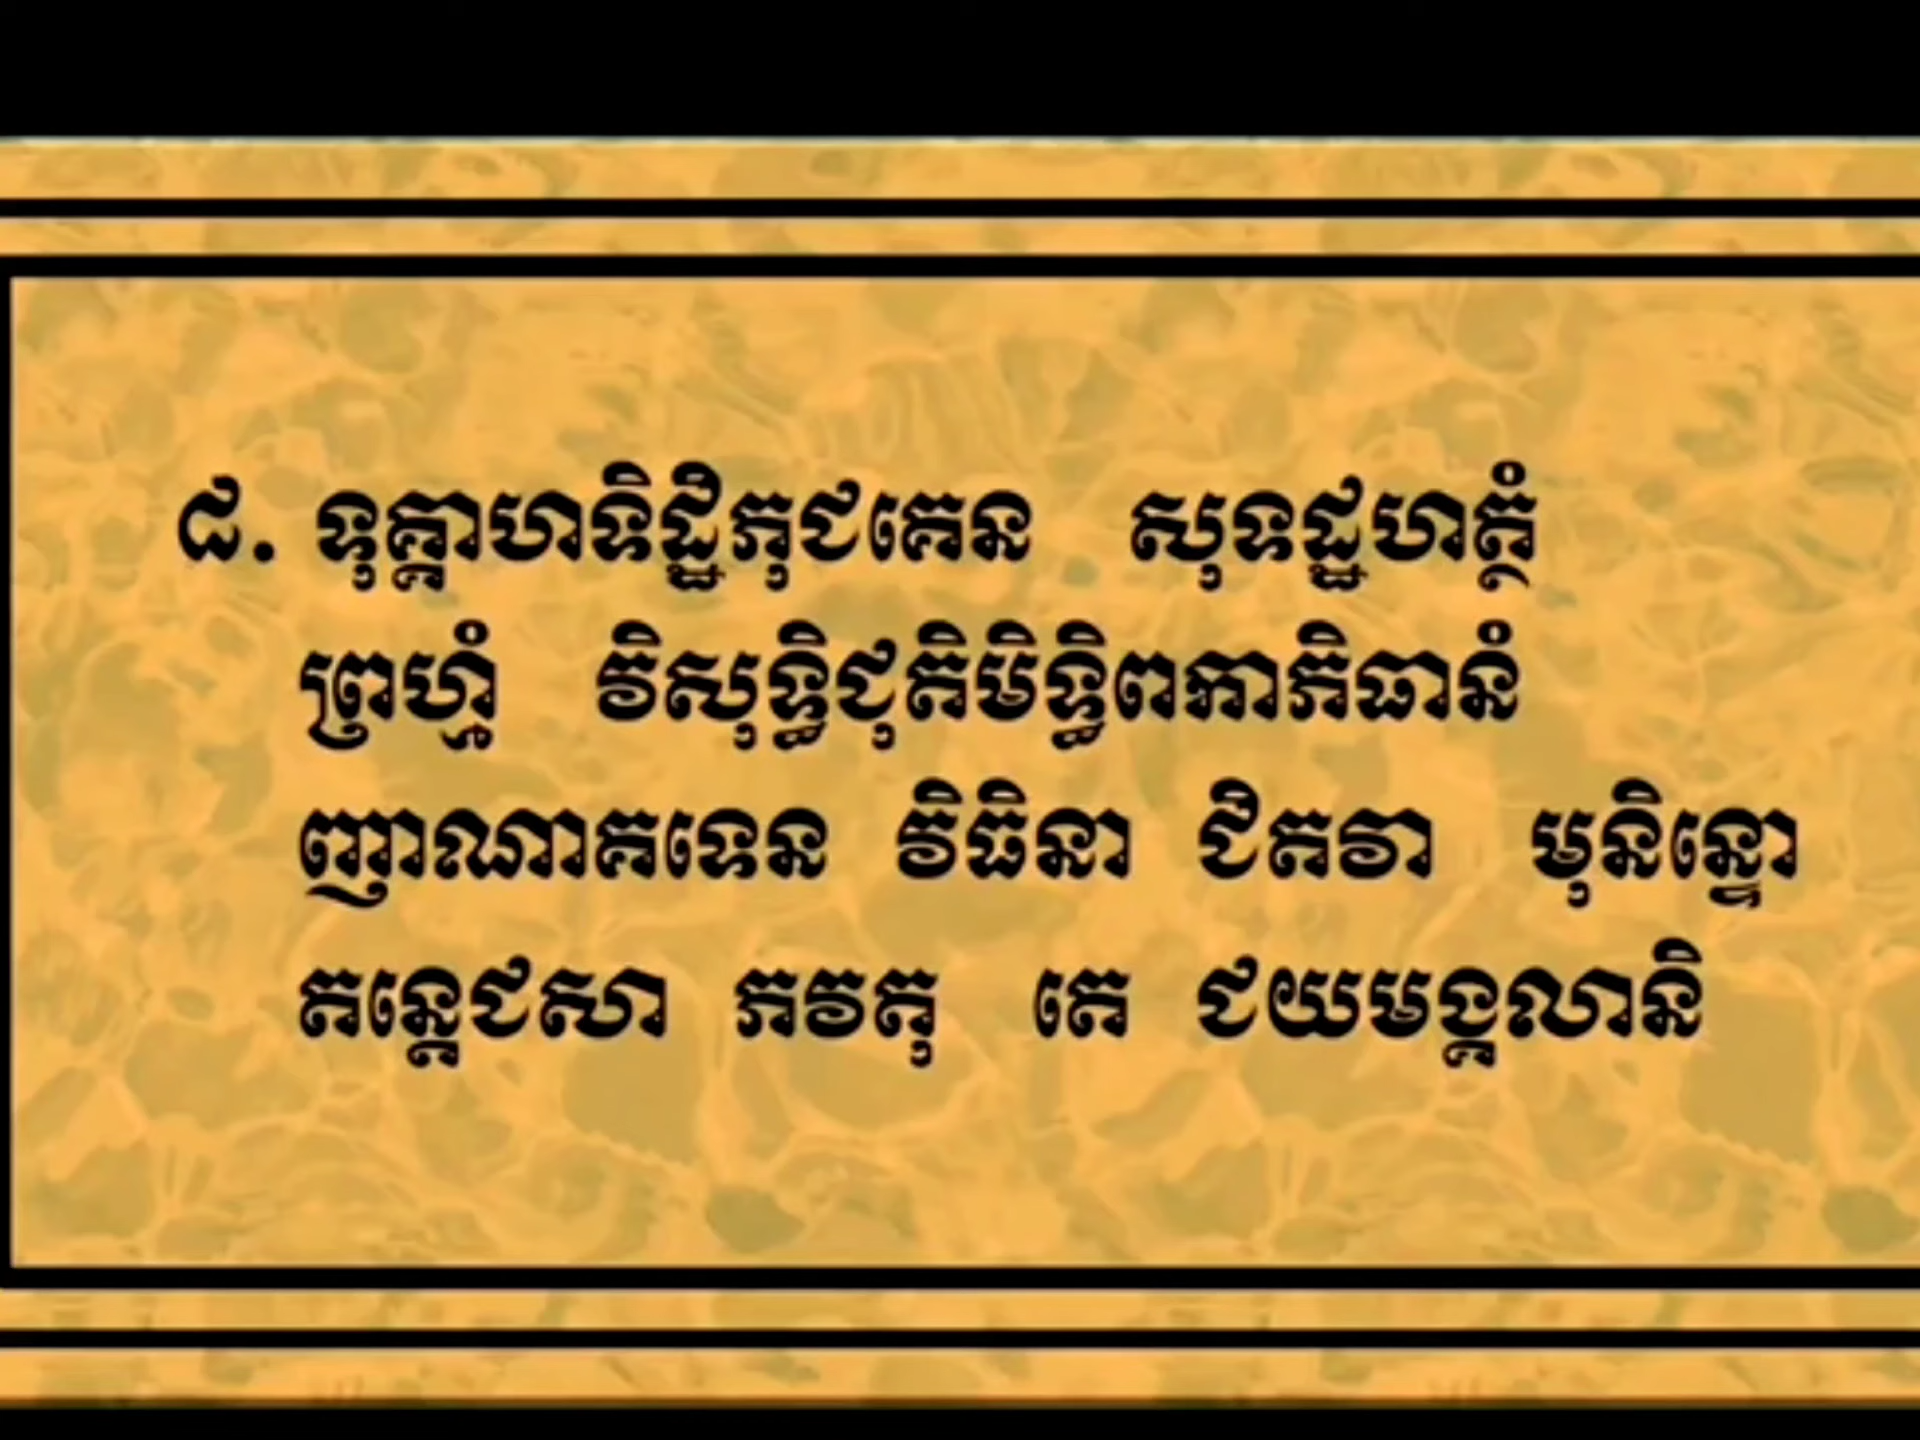 ៨. ទុគ្គាហទិដ្ឋិភុជគេន សុទដ្ឋហត្ថំ
ព្រហ្មំ វិសុទ្ធិជុតិមិទ្ធិពកាភិធានំ
ញាណាគទេន វិធិនា ជិតវា មុនិន្ទោ
តន្តេជសា ភវតុ តេ ជយមង្គលានិ